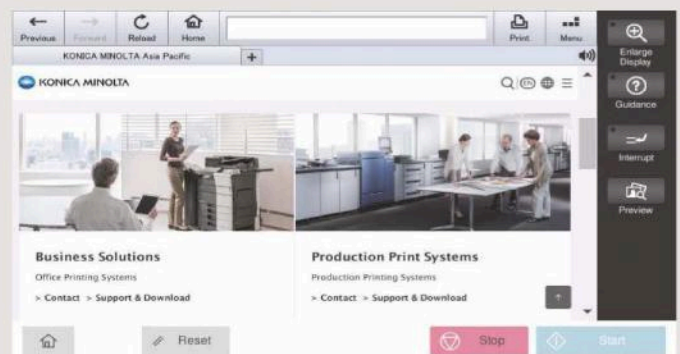 Previous Forward Reload Home Print Menu
KONICA MINOLTA Asia Pacific +
KONICA MINOLTA EN
Enlarge
Display
Guidance
Interrupt
Preview
Business Solutions
Office Printing Systems
> Contact > Support & Download
Production Print Systems
Production Printing Systems
> Contact > Support & Download
Reset Stop Start